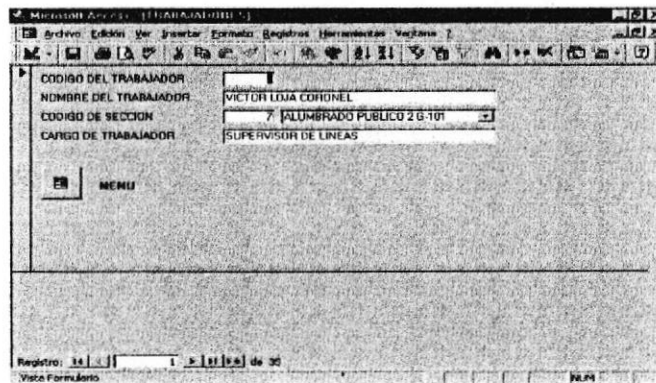 Microsoft Access - [TRABAJADORES]
Archivo Edición Ver Insertar Formato Registros Herramientas Ventana ?
CODIGO DEL TRABAJADOR
NOMBRE DEL TRABAJADOR VICTOR LOJA CORONEL
CODIGO DE SECCION 7 ALUMBRADO PUBLICO 2 G-101
CARGO DE TRABAJADOR SUPERVISOR DE LINEAS
MENU
Registro: 1 de 35
Vista Formulario NUM